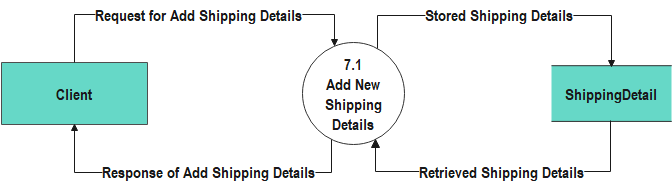 Request for Add Shipping Details
Stored Shipping Details
7.1
Add New
Shipping
Details
Client
ShippingDetail
Response of Add Shipping Details
Retrieved Shipping Details